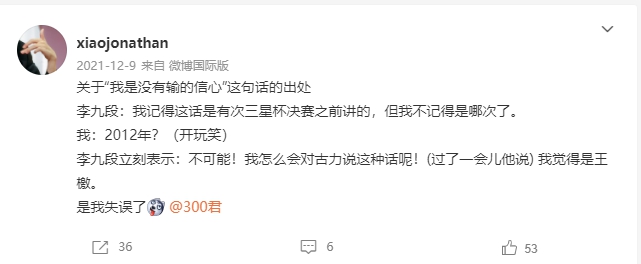 xiaojonathan
2021-12-9 来自 微博国际版
关于“我是没有输的信心”这句话的出处
李九段：我记得这话是有次三星杯决赛之前讲的，但我不记得是哪次了。
我：2012年？（开玩笑）
李九段立刻表示：不可能！我怎么会对古力说这种话呢！(过了一会儿他说) 我觉得是王
檄。
是我失误了 @300君
36 6 53